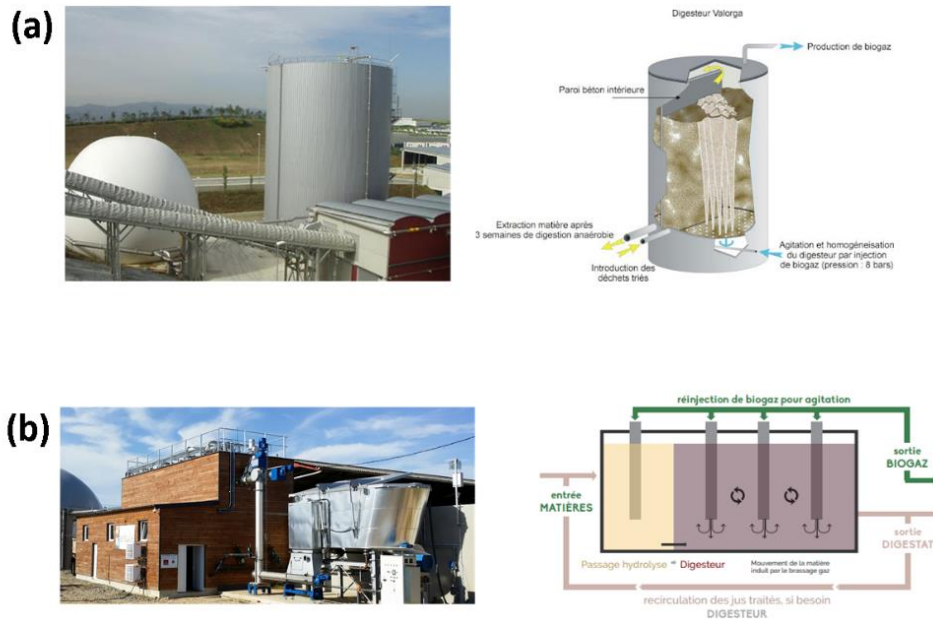 (a)
Digesteur Valorga
Production de biogaz
Paroi béton intérieure
Extraction matière après
3 semaines de digestion anaérobie
Introduction des
déchets triés
Agitation et homogénéisation
du digesteur par injection
de biogaz (pression : 8 bars)
(b)
réinjection de biogaz pour agitation
sortie
BIOGAZ
entrée
MATIÈRES
sortie
DIGESTAT
Passage hydrolyse Digesteur
Mouvement de la matière
induit par le brassage gaz
recirculation des jus traités, si besoin
DIGESTEUR